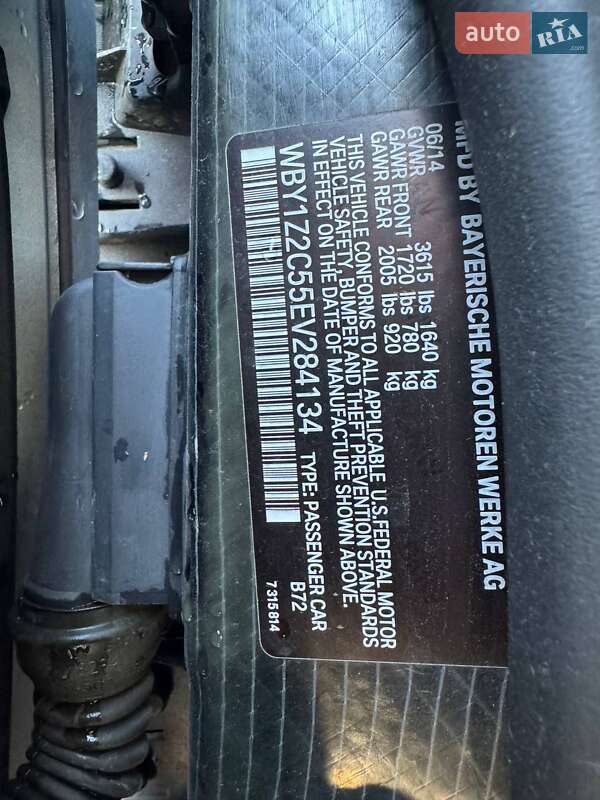 auto RIA .com
MFD BY BAYERISCHE MOTOREN WERKE AG
06/14
GVWR 3615 lbs 1640 kg
GAWR FRONT 1720 lbs 780 kg
GAWR REAR 2005 lbs 920 kg
THIS VEHICLE CONFORMS TO ALL APPLICABLE U.S.FEDERAL MOTOR
VEHICLE SAFETY, BUMPER AND THEFT PREVENTION STANDARDS
IN EFFECT ON THE DATE OF MANUFACTURE SHOWN ABOVE.
WBY1Z2C55EV284134 TYPE: PASSENGER CAR
B72
7315814